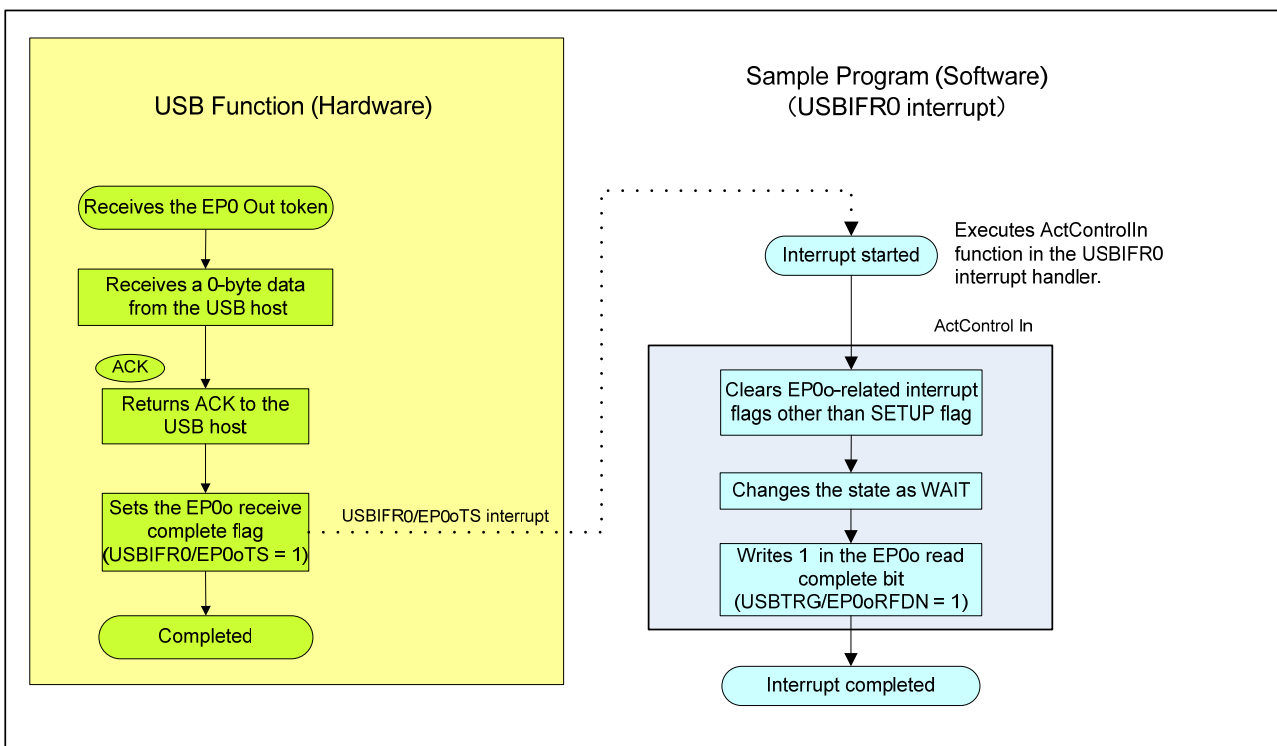 USB Function (Hardware)
Receives the EP0 Out token
Receives a 0-byte data
from the USB host
ACK
Returns ACK to the
USB host
Sets the EP0o receive
complete flag
(USBIFR0/EP0oTS = 1)
Completed
USBIFR0/EP0oTS interrupt
Sample Program (Software)
（USBIFR0 interrupt）
Interrupt started
Executes ActControlIn
function in the USBIFR0
interrupt handler.
ActControl In
Clears EP0o-related interrupt
flags other than SETUP flag
Changes the state as WAIT
Writes 1 in the EP0o read
complete bit
(USBTRG/EP0oRFDN = 1)
Interrupt completed